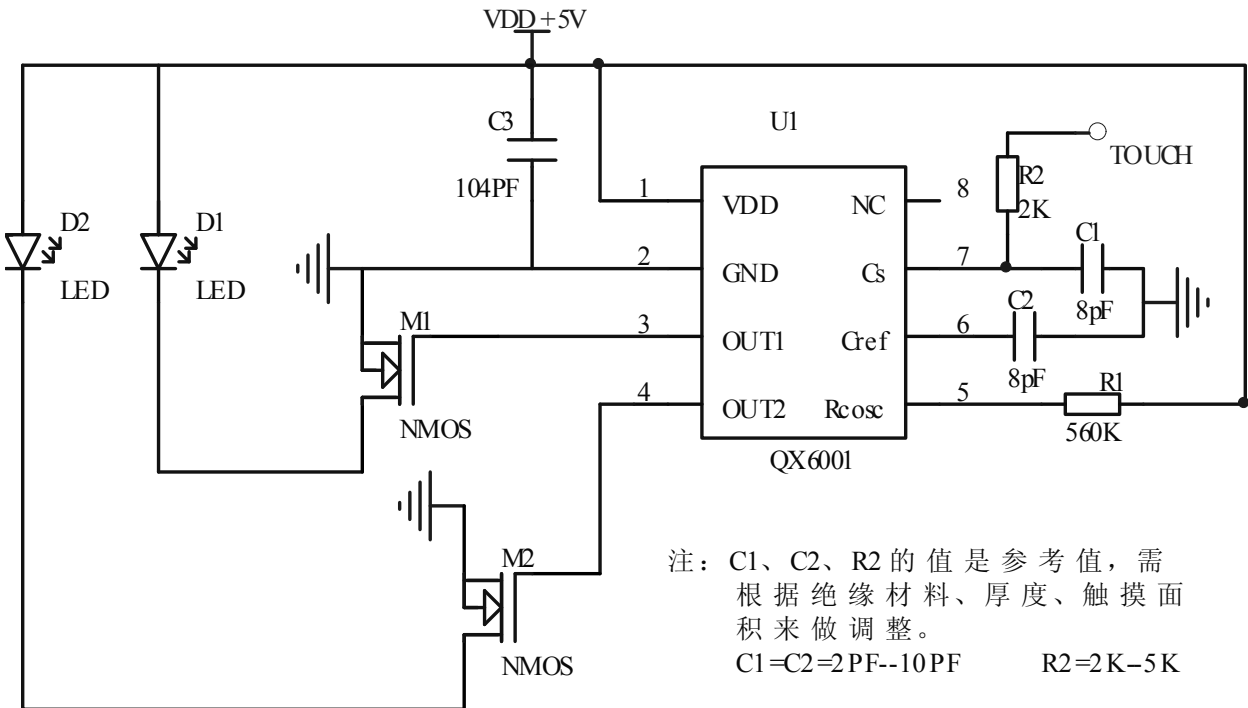 VDD+5V
C3
104PF
U1
TOUCH
R2
2K
1
VDD
NC
8
D2
LED
D1
LED
2
GND
Cs
7
C1
8pF
M1
NMOS
3
OUT1
Cref
6
C2
8pF
4
OUT2
Rcosc
5
R1
560K
QX6001
M2
NMOS
注：C1、C2、R2的值是参考值，需
根据绝缘材料、厚度、触摸面
积来做调整。
C1=C2=2PF--10PF R2=2K-5K